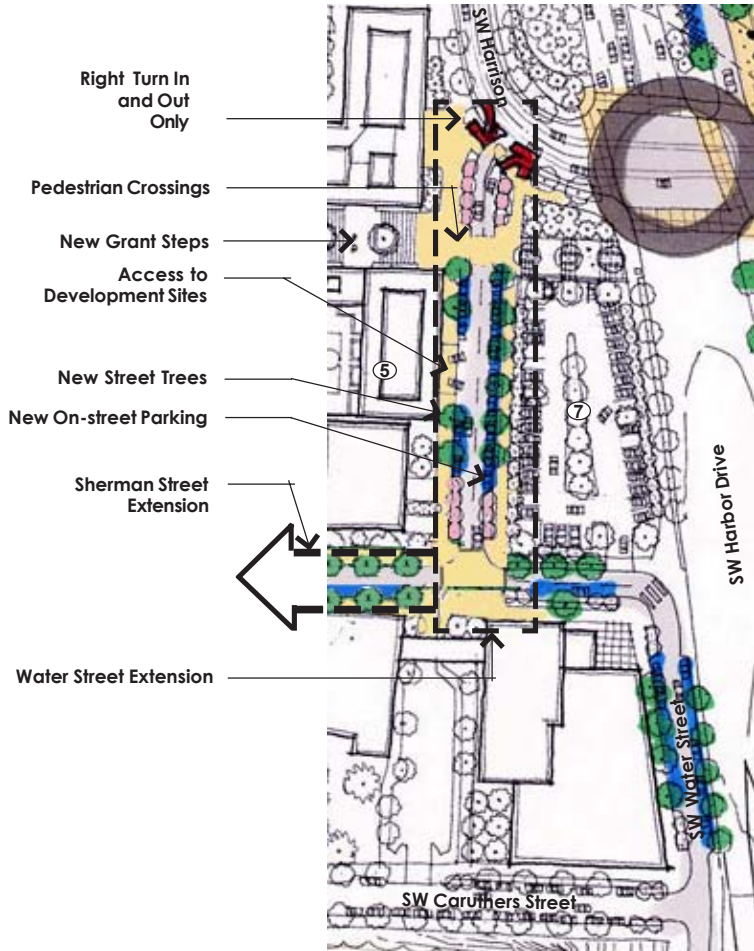 SW Harrison
Right Turn In
and Out
Only
Pedestrian Crossings
New Grant Steps
Access to
Development Sites
5
New Street Trees
7
New On-street Parking
Sherman Street
Extension
SW Harbor Drive
Water Street Extension
SW Water Street
SW Caruthers Street